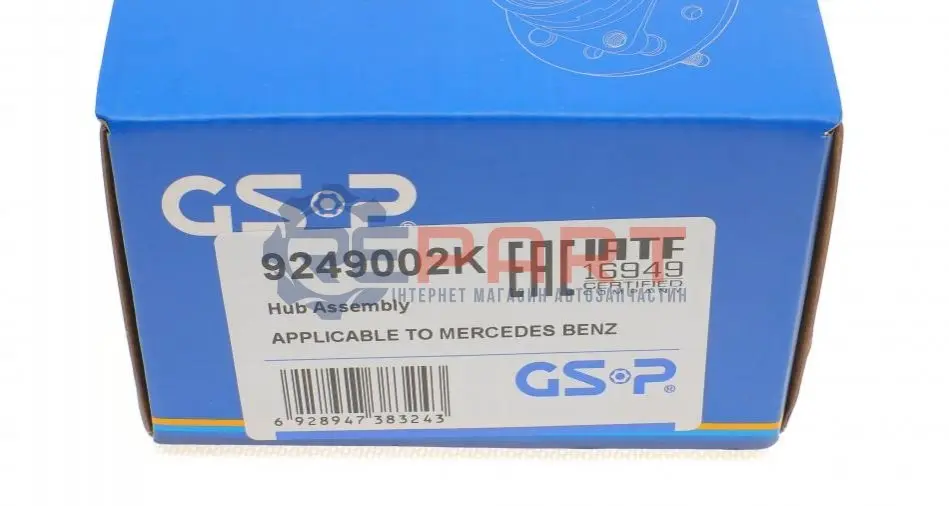 GSP®
9249002K EAC IATF
16949
CERTIFIED
COMPANY
PART
ІНТЕРНЕТ МАГАЗИН АВТОЗАПЧАСТИН
Hub Assembly
APPLICABLE TO MERCEDES BENZ
GSP®
6 928947 383243